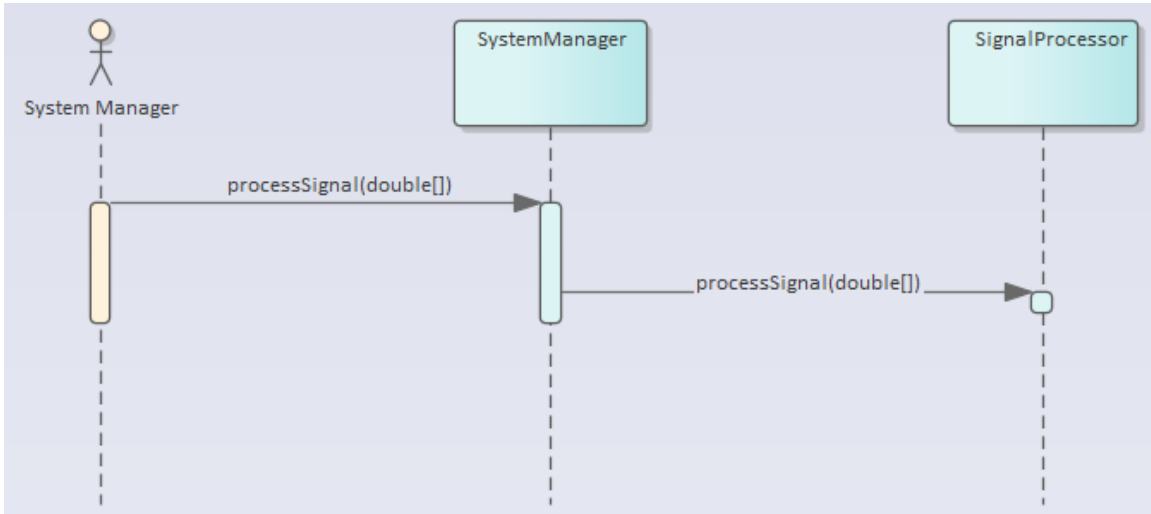 System Manager
SystemManager
SignalProcessor
processSignal(double[])
processSignal(double[])